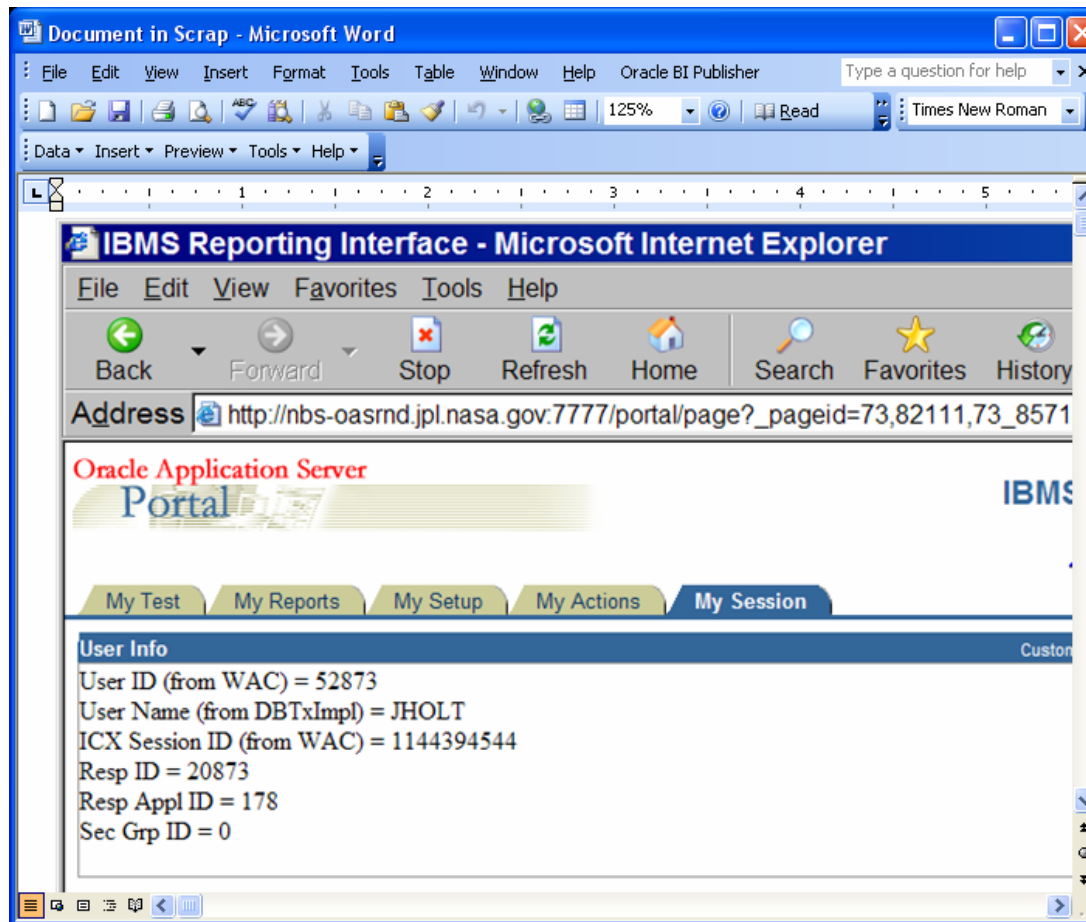 Document in Scrap - Microsoft Word
File Edit View Insert Format Tools Table Window Help Oracle BI Publisher Type a question for help
125% Read Times New Roman
Data Insert Preview Tools Help
1 2 3 4 5
IBMS Reporting Interface - Microsoft Internet Explorer
File Edit View Favorites Tools Help
Back Forward Stop Refresh Home Search Favorites History
Address http://nbs-oasrnd.jpl.nasa.gov:7777/portal/page?_pageid=73,82111,73_8571
Oracle Application Server
Portal
IBMS
My Test My Reports My Setup My Actions My Session
User Info Custom
User ID (from WAC) = 52873
User Name (from DBTxImpl) = JHOLT
ICX Session ID (from WAC) = 1144394544
Resp ID = 20873
Resp Appl ID = 178
Sec Grp ID = 0